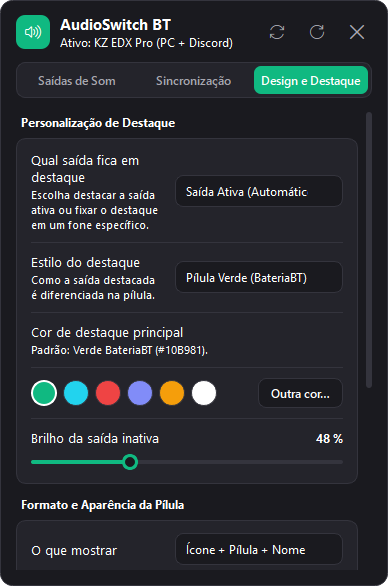 AudioSwitch BT
Ativo: KZ EDX Pro (PC + Discord)
Saídas de Som
Sincronização
Design e Destaque
Personalização de Destaque
Qual saída fica em
destaque
Escolha destacar a saída
ativa ou fixar o destaque
em um fone específico.
Saída Ativa (Automátic
Estilo do destaque
Como a saída destacada
é diferenciada na pílula.
Pílula Verde (BateriaBT)
Cor de destaque principal
Padrão: Verde BateriaBT (#10B981).
Outra cor...
Brilho da saída inativa
48 %
Formato e Aparência da Pílula
O que mostrar
Ícone + Pílula + Nome